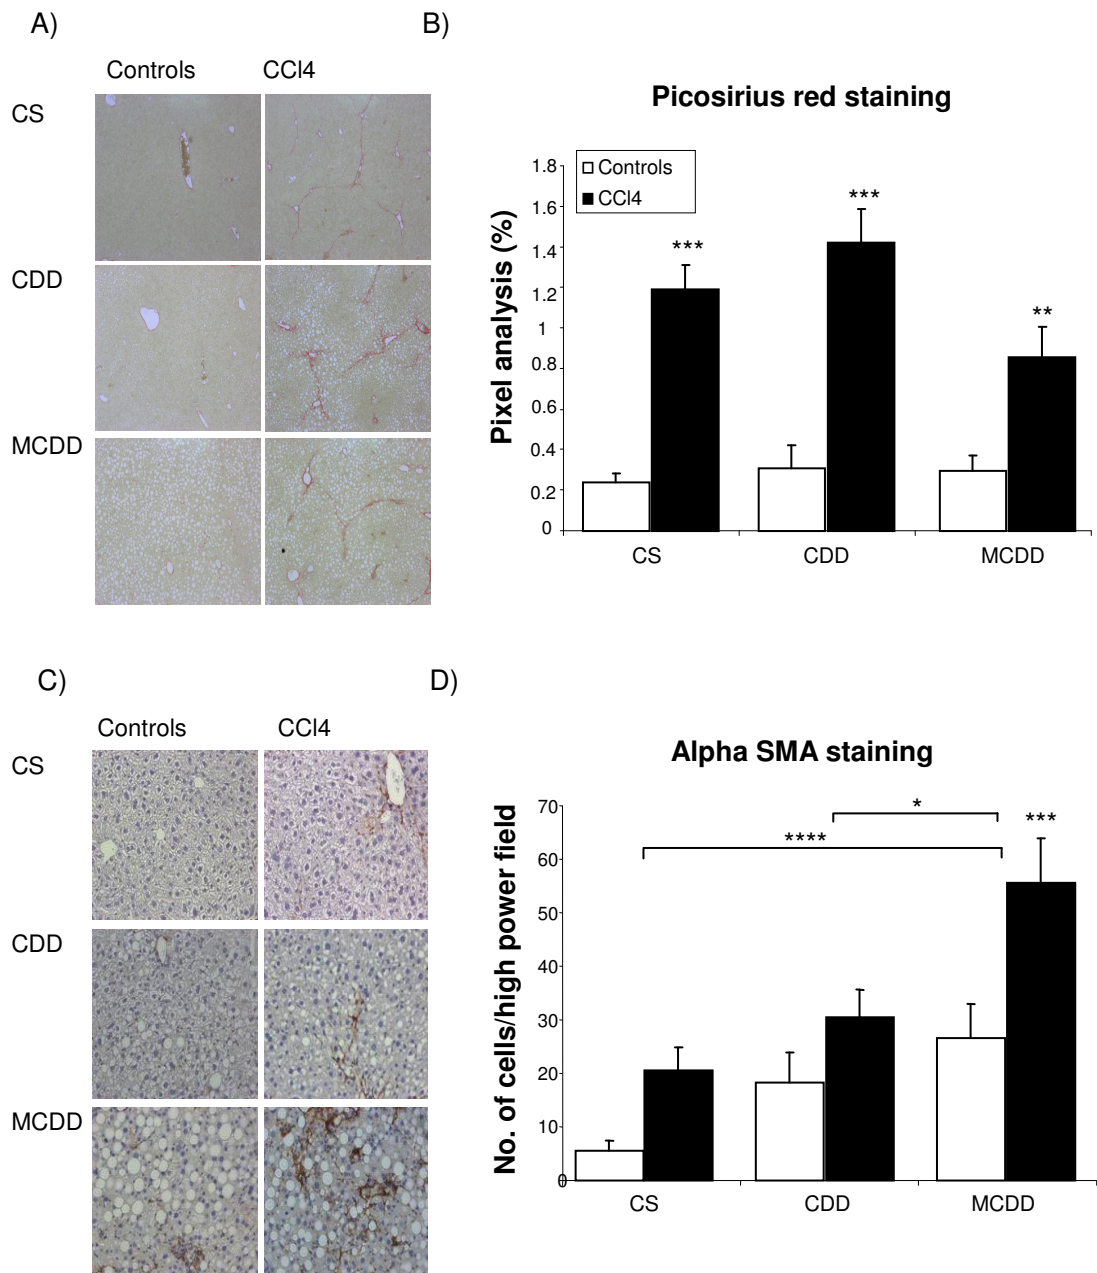 A)
B)
Controls CCl4
CS
CDD
MCDD
Picosirius red staining
Controls
CCl4
Pixel analysis (%)
1.8
1.6
1.4
1.2
1
0.8
0.6
0.4
0.2
0
***
***
**
CS CDD MCDD
C)
D)
Controls CCl4
CS
CDD
MCDD
Alpha SMA staining
No. of cells/high power field
70
60
50
40
30
20
10
0
*
****
***
CS CDD MCDD